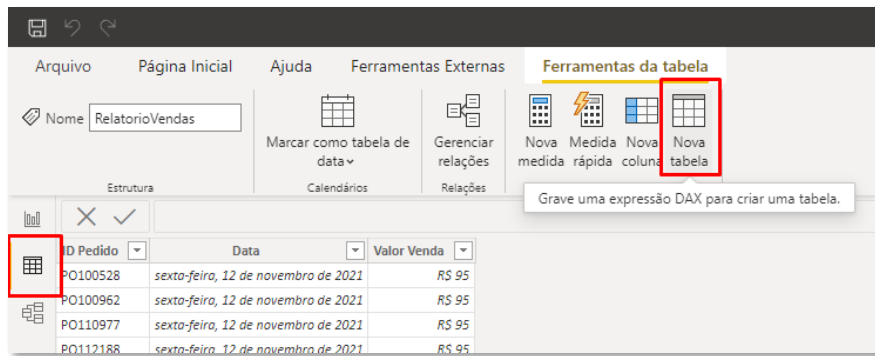 Arquivo Página Inicial Ajuda Ferramentas Externas Ferramentas da tabela
Nome RelatorioVendas
Marcar como tabela de data
Gerenciar relações
Nova medida
Medida rápida
Nova coluna
Nova tabela
Estrutura Calendários Relações
Grave uma expressão DAX para criar uma tabela.
ID Pedido Data Valor Venda
PO100528 sexta-feira, 12 de novembro de 2021 R$ 95
PO100962 sexta-feira, 12 de novembro de 2021 R$ 95
PO110977 sexta-feira, 12 de novembro de 2021 R$ 95
PO112188 sexta-feira, 12 de novembro de 2021 R$ 95